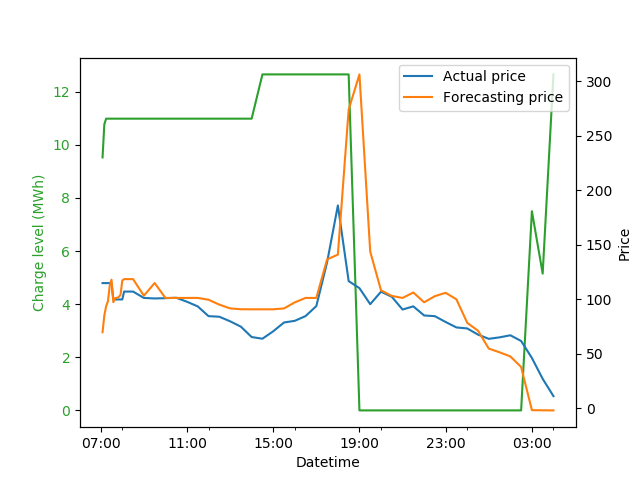 Actual price
Forecasting price
Charge level (MWh)
12
10
8
6
4
2
0
300
250
200
150
100
50
0
Price
07:00 11:00 15:00 19:00 23:00 03:00
Datetime